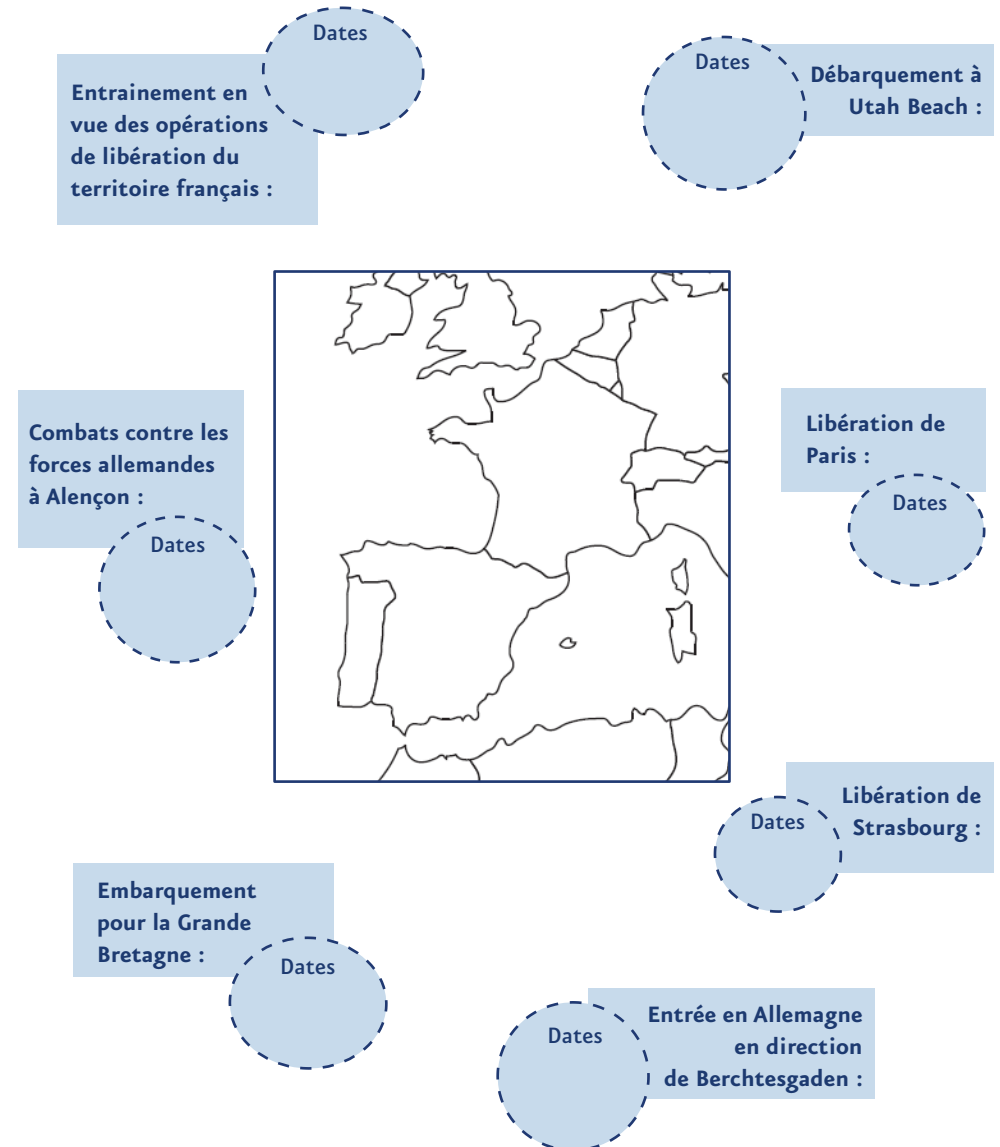 Dates
Entrainement en
vue des opérations
de libération du
territoire français :
Dates
Débarquement à
Utah Beach :
Combats contre les
forces allemandes
à Alençon :
Dates
Libération de
Paris :
Dates
Libération de
Strasbourg :
Dates
Embarquement
pour la Grande
Bretagne :
Dates
Entrée en Allemagne
en direction
de Berchtesgaden :
Dates